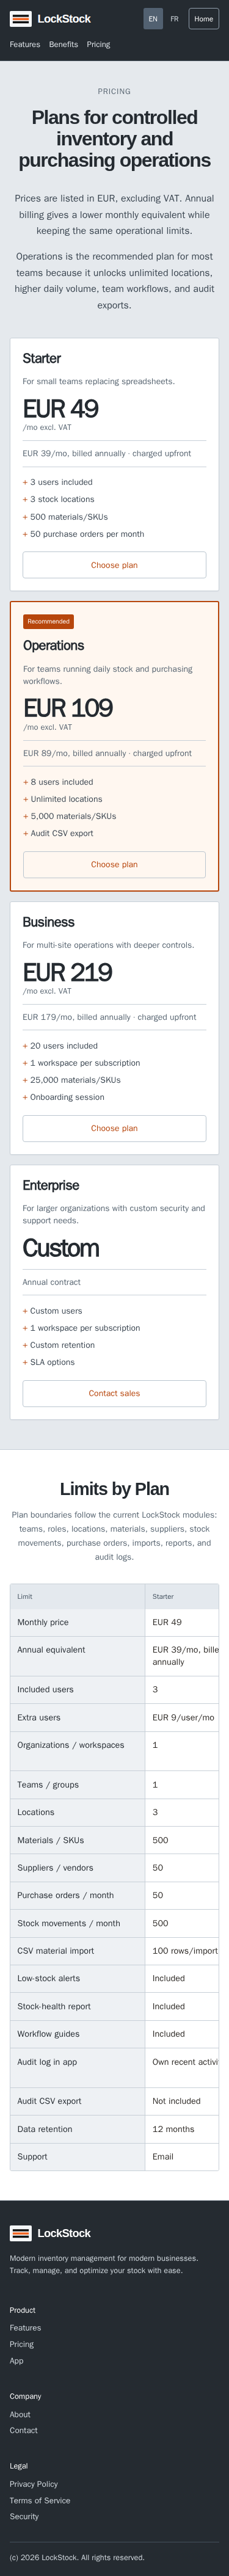 LockStock
EN
FR
Home
Features
Benefits
Pricing
PRICING
Plans for controlled
inventory and
purchasing operations
Prices are listed in EUR, excluding VAT. Annual
billing gives a lower monthly equivalent while
keeping the same operational limits.
Operations is the recommended plan for most
teams because it unlocks unlimited locations,
higher daily volume, team workflows, and audit
exports.
Starter
For small teams replacing spreadsheets.
EUR 49
/mo excl. VAT
EUR 39/mo, billed annually · charged upfront
+ 3 users included
+ 3 stock locations
+ 500 materials/SKUs
+ 50 purchase orders per month
Choose plan
Recommended
Operations
For teams running daily stock and purchasing
workflows.
EUR 109
/mo excl. VAT
EUR 89/mo, billed annually · charged upfront
+ 8 users included
+ Unlimited locations
+ 5,000 materials/SKUs
+ Audit CSV export
Choose plan
Business
For multi-site operations with deeper controls.
EUR 219
/mo excl. VAT
EUR 179/mo, billed annually · charged upfront
+ 20 users included
+ 1 workspace per subscription
+ 25,000 materials/SKUs
+ Onboarding session
Choose plan
Enterprise
For larger organizations with custom security and
support needs.
Custom
Annual contract
+ Custom users
+ 1 workspace per subscription
+ Custom retention
+ SLA options
Contact sales
Limits by Plan
Plan boundaries follow the current LockStock modules:
teams, roles, locations, materials, suppliers, stock
movements, purchase orders, imports, reports, and
audit logs.
Limit
Starter
Monthly price
EUR 49
Annual equivalent
EUR 39/mo, bille
annually
Included users
3
Extra users
EUR 9/user/mo
Organizations / workspaces
1
Teams / groups
1
Locations
3
Materials / SKUs
500
Suppliers / vendors
50
Purchase orders / month
50
Stock movements / month
500
CSV material import
100 rows/import
Low-stock alerts
Included
Stock-health report
Included
Workflow guides
Included
Audit log in app
Own recent activi
Audit CSV export
Not included
Data retention
12 months
Support
Email
LockStock
Modern inventory management for modern businesses.
Track, manage, and optimize your stock with ease.
Product
Features
Pricing
App
Company
About
Contact
Legal
Privacy Policy
Terms of Service
Security
(c) 2026 LockStock. All rights reserved.